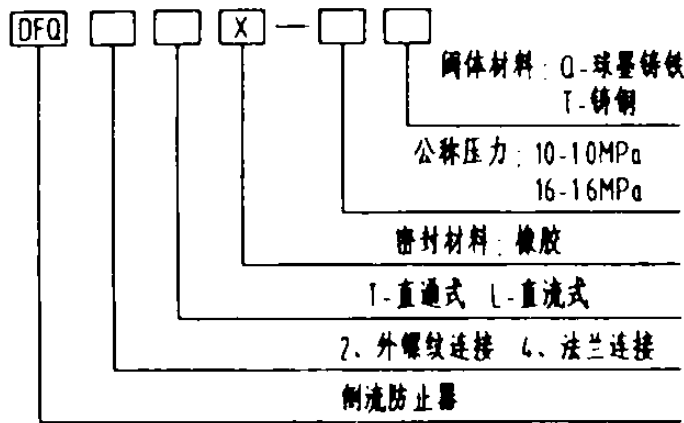 DFQ X —
阀体材料：Q-球墨铸铁
T-铸铜
公称压力：10-10MPa
16-16MPa
密封材料：橡胶
T-直通式 L-直流式
2、外螺纹连接 4、法兰连接
倒流防止器